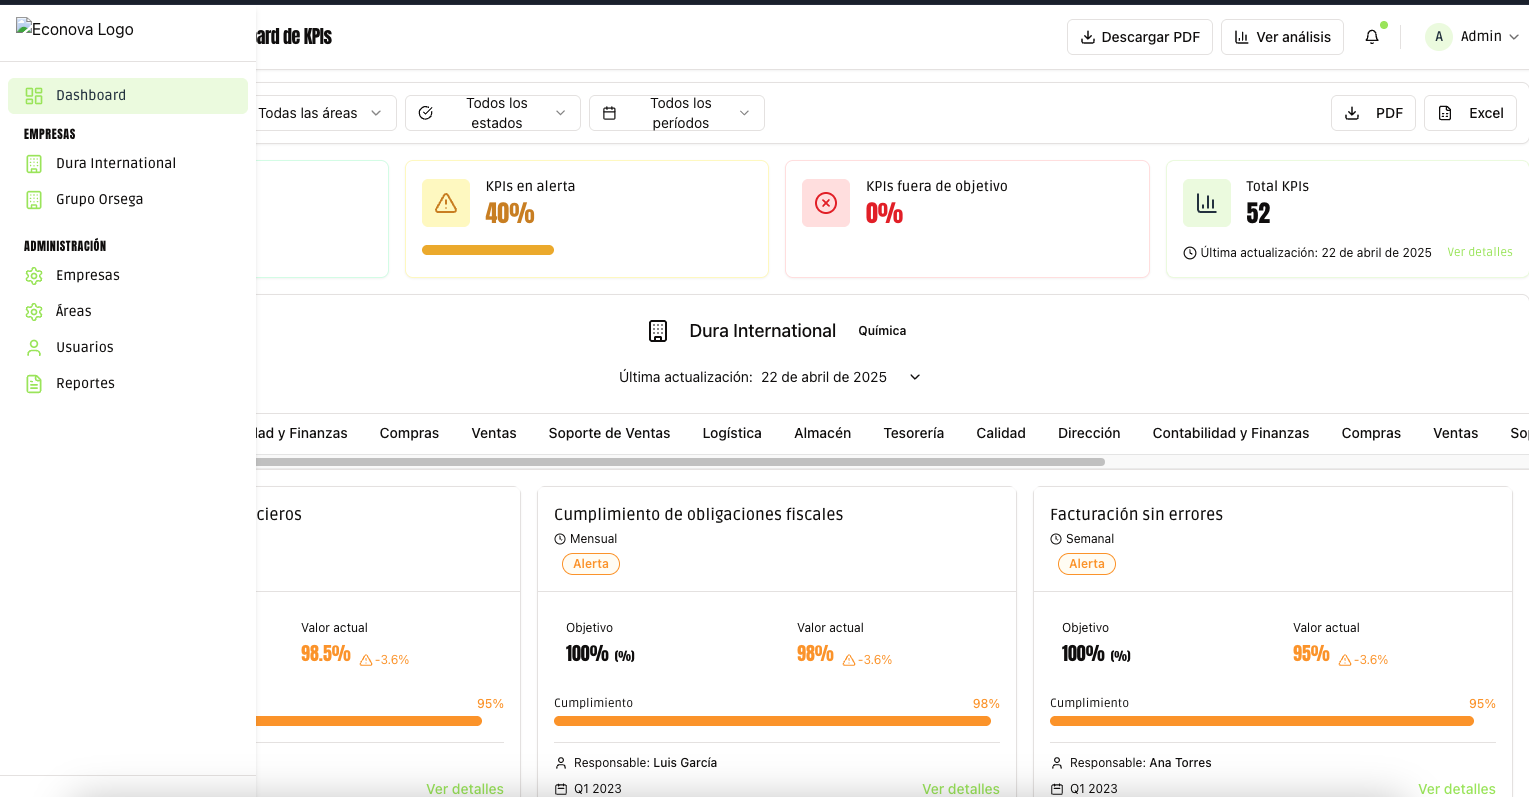 Econova Logo
ard de KPIs
Descargar PDF
Ver análisis
A
Admin
Dashboard
EMPRESAS
Dura International
Grupo Orsega
ADMINISTRACIÓN
Empresas
Áreas
Usuarios
Reportes
Todas las áreas
Todos los
estados
Todos los
períodos
PDF
Excel
KPIs en alerta
40%
KPIs fuera de objetivo
0%
Total KPIs
52
Última actualización: 22 de abril de 2025
Ver detalles
Dura International
Química
Última actualización: 22 de abril de 2025
dad y Finanzas
Compras
Ventas
Soporte de Ventas
Logística
Almacén
Tesorería
Calidad
Dirección
Contabilidad y Finanzas
Compras
Ventas
Sop
cieros
Valor actual
98.5%
-3.6%
95%
Ver detalles
Cumplimiento de obligaciones fiscales
Mensual
Alerta
Objetivo
100% (%)
Valor actual
98%
-3.6%
Cumplimiento
98%
Responsable: Luis García
Q1 2023
Ver detalles
Facturación sin errores
Semanal
Alerta
Objetivo
100% (%)
Valor actual
95%
-3.6%
Cumplimiento
95%
Responsable: Ana Torres
Q1 2023
Ver detalles